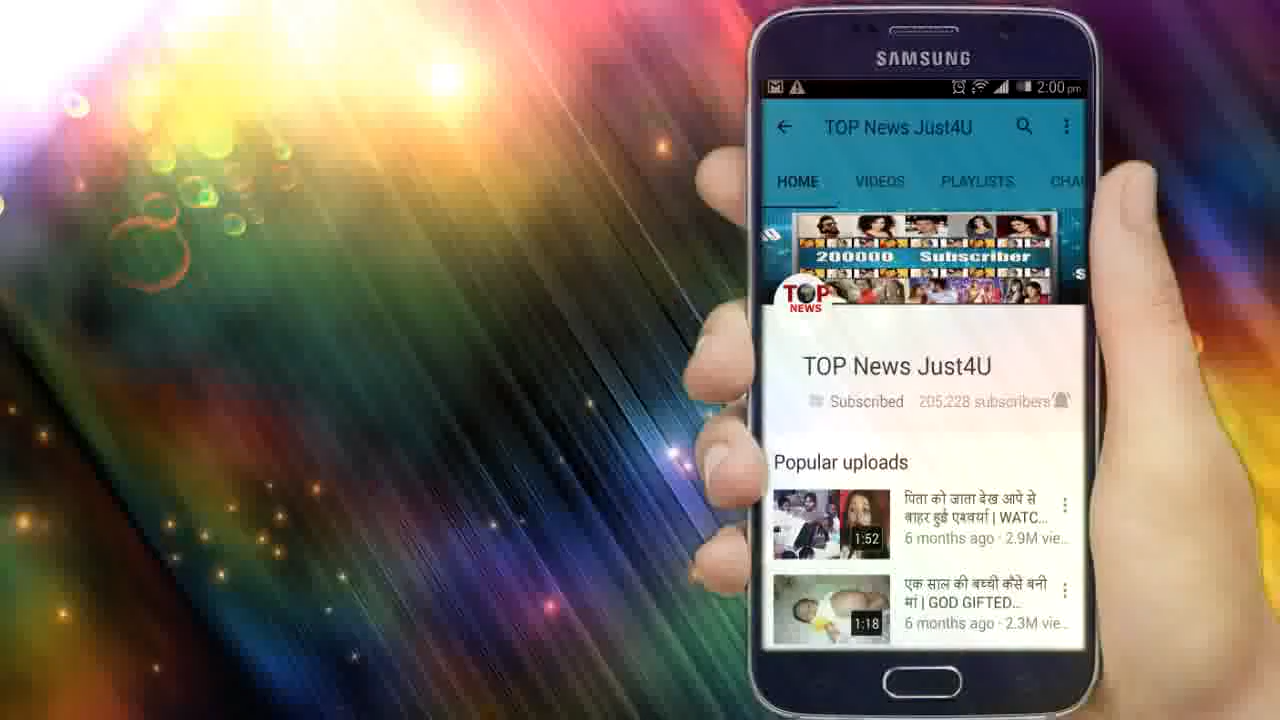 SAMSUNG
2:00 pm
TOP News Just4U
HOME VIDEOS PLAYLISTS CHA
200000 Subscriber
TOP
NEWS
TOP News Just4U
Subscribed 205,228 subscribers
Popular uploads
पिता को जाता देख आपे से
बाहर हुई एश्वर्या | WATC...
6 months ago · 2.9M vie...
1:52
एक साल की बच्ची कैसे बनी
मां | GOD GIFTED...
6 months ago · 2.3M vie...
1:18